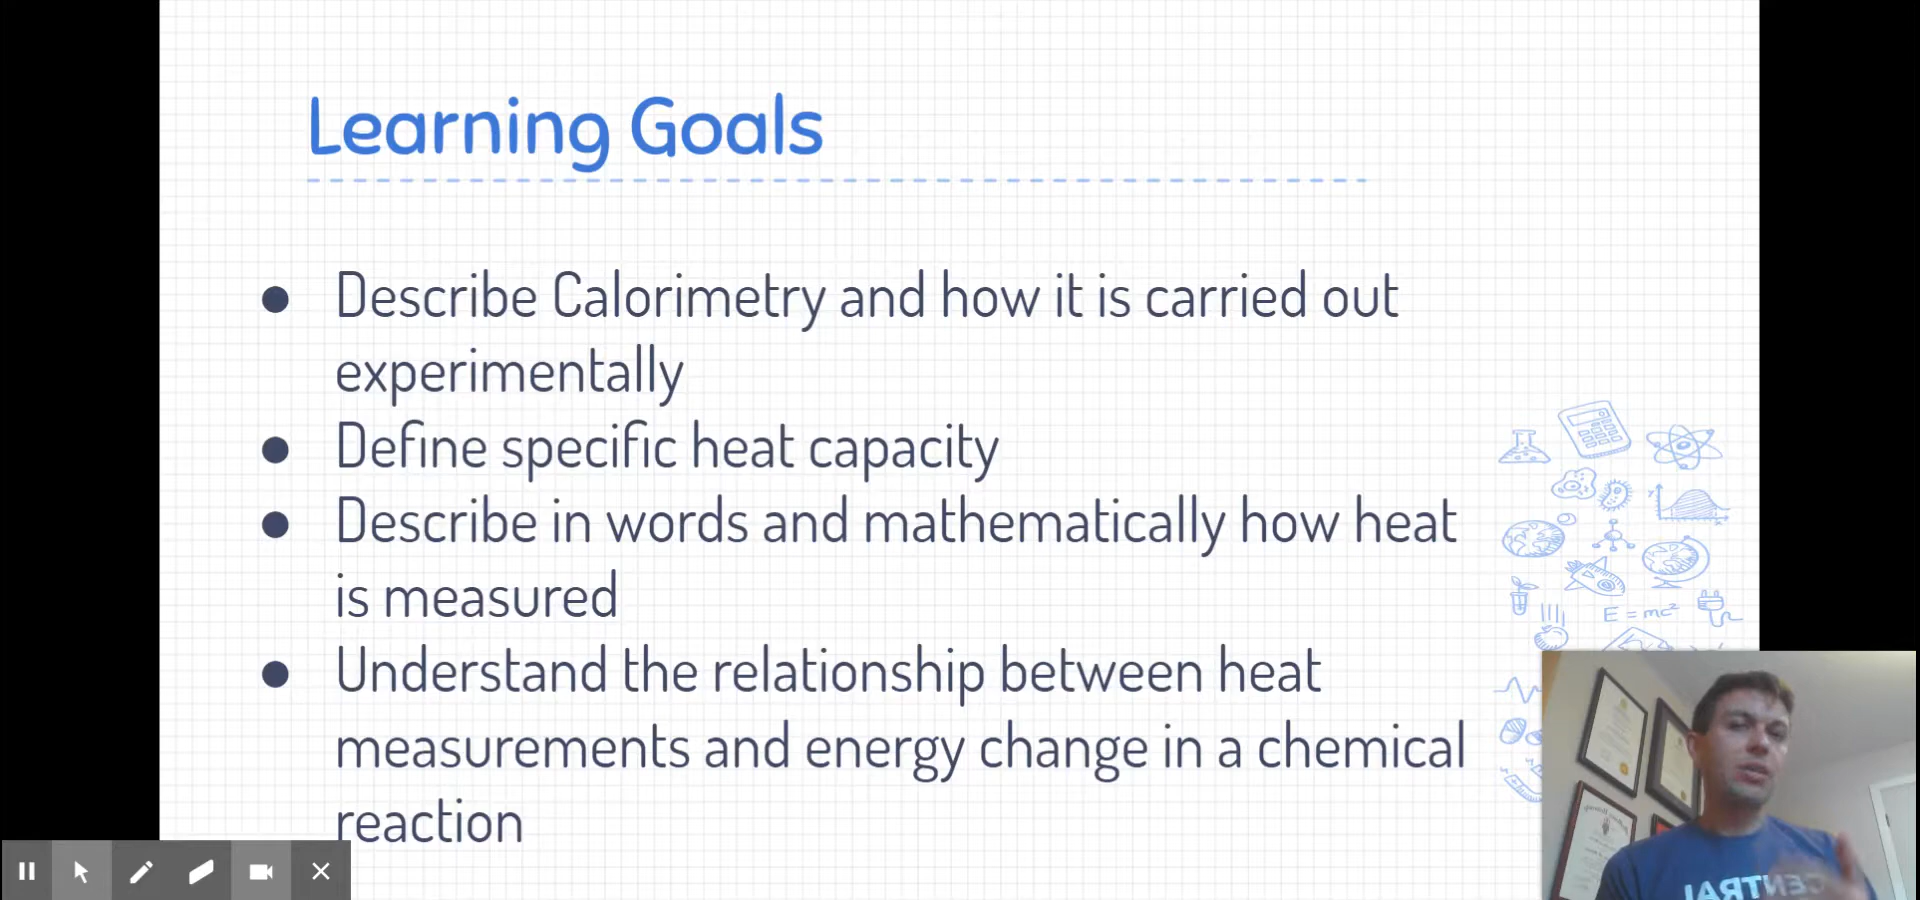 Learning Goals
● Describe Calorimetry and how it is carried out
experimentally
● Define specific heat capacity
● Describe in words and mathematically how heat
is measured
● Understand the relationship between heat
measurements and energy change in a chemical
reaction
E = mc²
CENTRAL